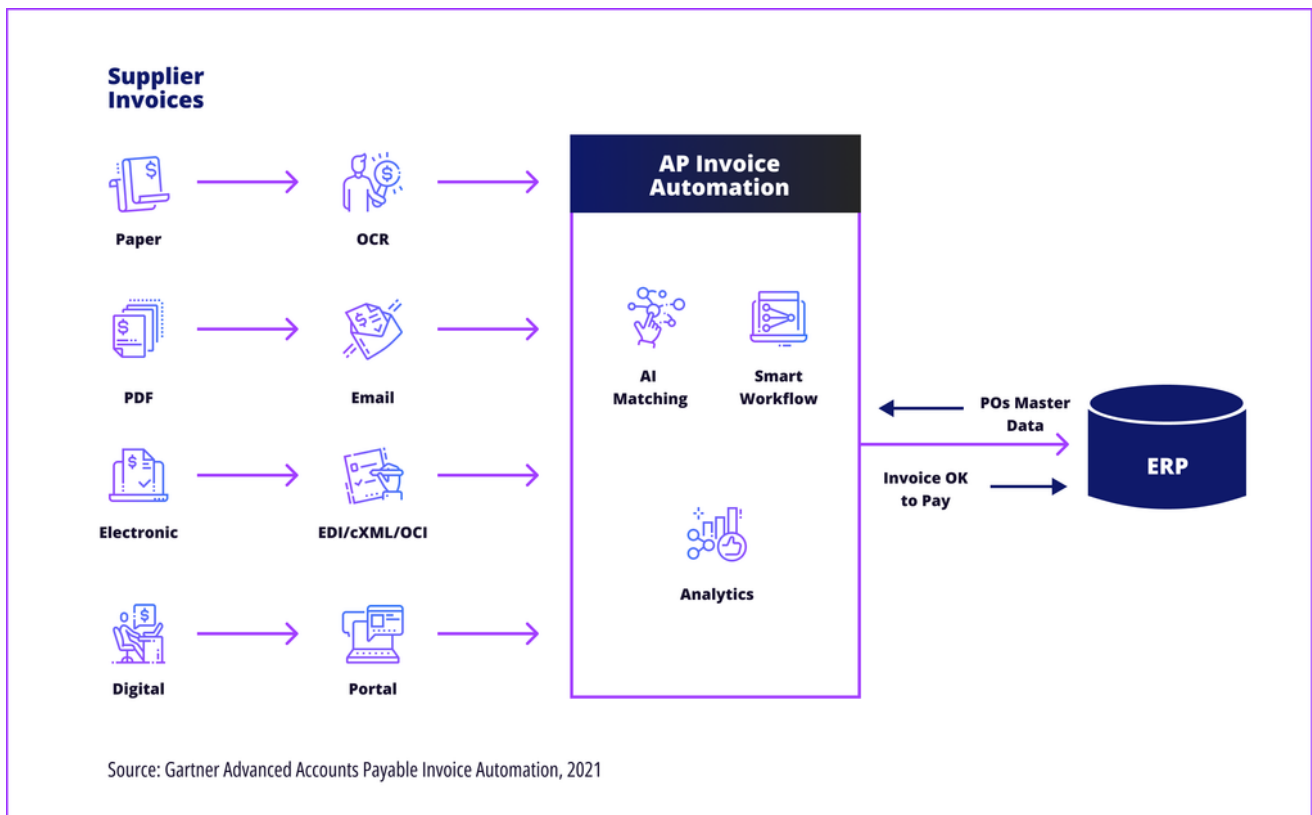 Supplier
Invoices
AP Invoice
Automation
Paper
OCR
PDF
Email
AI
Matching
Smart
Workflow
POs Master
Data
ERP
Invoice OK
to Pay
Electronic
EDI/cXML/OCI
Analytics
Digital
Portal
Source: Gartner Advanced Accounts Payable Invoice Automation, 2021